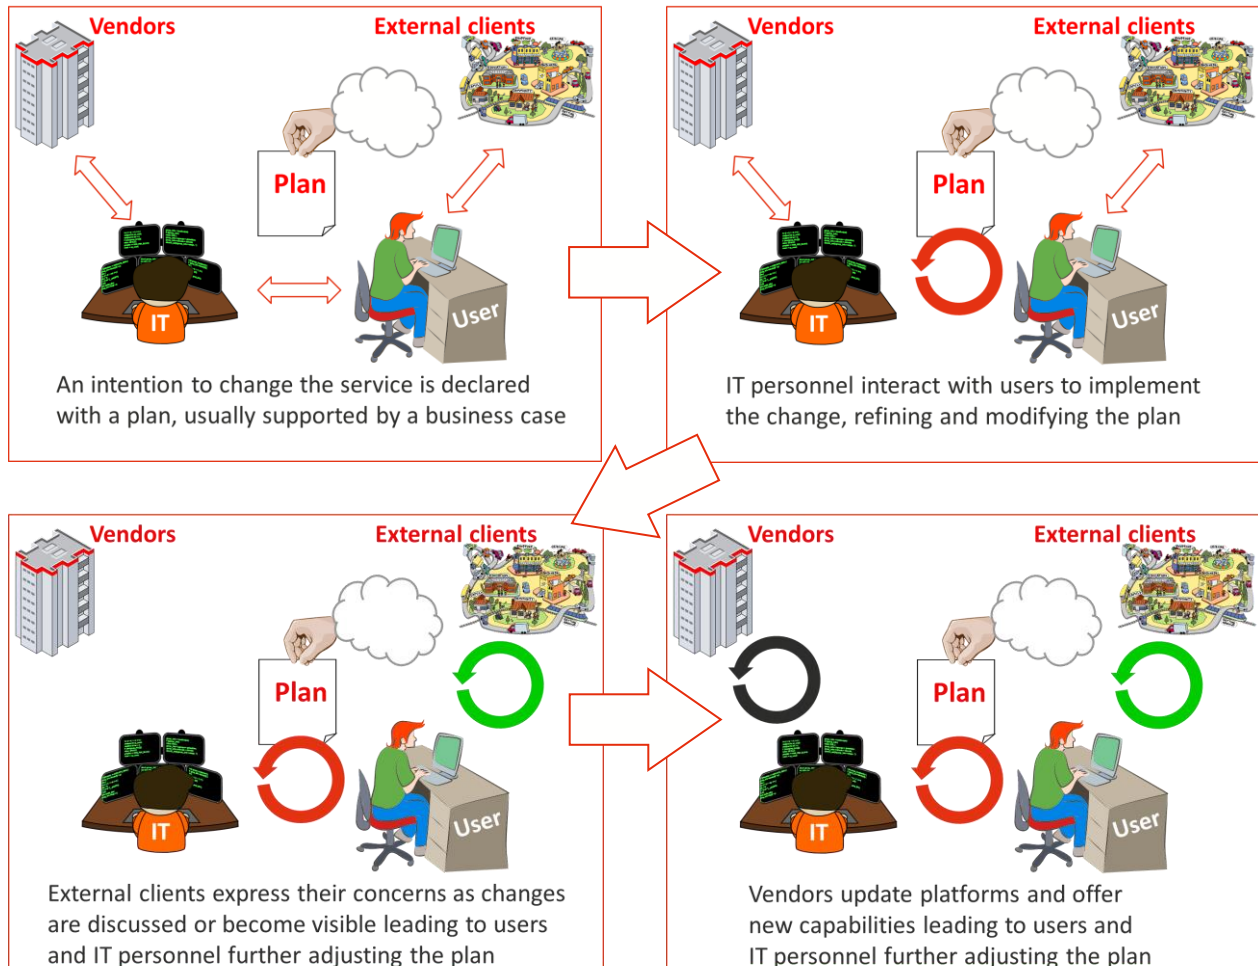 Vendors
External clients
Plan
IT
User
An intention to change the service is declared
with a plan, usually supported by a business case
Vendors
External clients
Plan
IT
User
IT personnel interact with users to implement
the change, refining and modifying the plan
Vendors
External clients
Plan
IT
User
External clients express their concerns as changes
are discussed or become visible leading to users
and IT personnel further adjusting the plan
Vendors
External clients
Plan
IT
User
Vendors update platforms and offer
new capabilities leading to users and
IT personnel further adjusting the plan